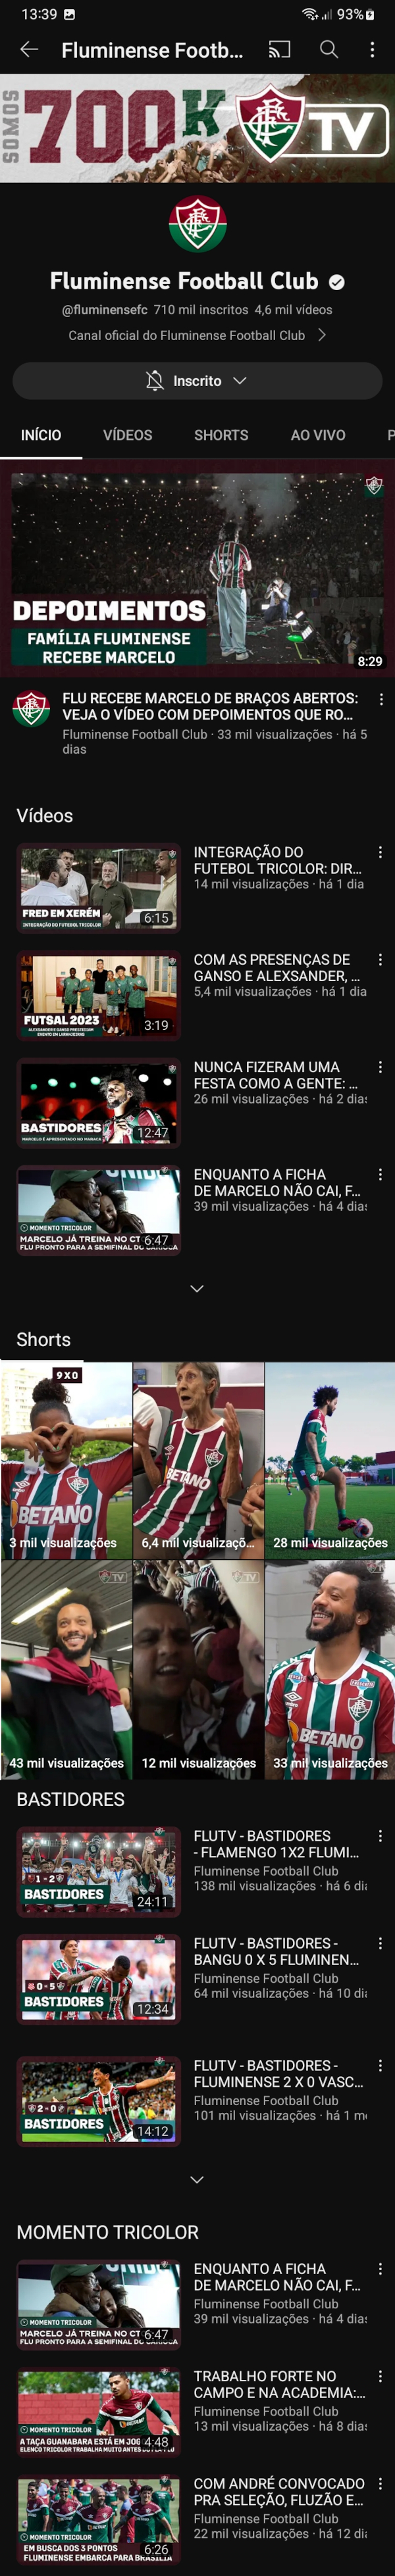 13:39
93%
Fluminense Footb...
SOMOS
700K
TV
Fluminense Football Club
@fluminensefc 710 mil inscritos 4,6 mil vídeos
Canal oficial do Fluminense Football Club
Inscrito
INÍCIO VÍDEOS SHORTS AO VIVO P
DEPOIMENTOS
FAMÍLIA FLUMINENSE
RECEBE MARCELO
8:29
FLU RECEBE MARCELO DE BRAÇOS ABERTOS:
VEJA O VÍDEO COM DEPOIMENTOS QUE RO...
Fluminense Football Club · 33 mil visualizações · há 5
dias
Vídeos
FRED EM XERÉM
INTEGRAÇÃO DO FUTEBOL TRICOLOR
6:15
INTEGRAÇÃO DO
FUTEBOL TRICOLOR: DIR...
14 mil visualizações · há 1 dia
FUTSAL 2023
ALEXSANDER E GANSO PRESTIGIAM
EVENTO EM LARANJEIRAS
3:19
COM AS PRESENÇAS DE
GANSO E ALEXSANDER, ...
5,4 mil visualizações · há 1 dia
BASTIDORES
MARCELO É APRESENTADO NO MARACA
12:47
NUNCA FIZERAM UMA
FESTA COMO A GENTE: ...
26 mil visualizações · há 2 dias
MOMENTO TRICOLOR
MARCELO JÁ TREINA NO CT
FLU PRONTO PARA A SEMIFINAL DO CARIOCA
6:47
ENQUANTO A FICHA
DE MARCELO NÃO CAI, F...
39 mil visualizações · há 4 dias
Shorts
9X0
BETANO
3 mil visualizações
BETANO
6,4 mil visualizaçõ...
28 mil visualizações
TV
43 mil visualizações
TV
12 mil visualizações
TV
BETANO
33 mil visualizações
BASTIDORES
1 - 2
BASTIDORES
24:11
FLUTV - BASTIDORES
- FLAMENGO 1X2 FLUMI...
Fluminense Football Club
138 mil visualizações · há 6 dia
0 - 5
BASTIDORES
12:34
FLUTV - BASTIDORES -
BANGU 0 X 5 FLUMINEN...
Fluminense Football Club
64 mil visualizações · há 10 dia
2 - 0
BASTIDORES
14:12
FLUTV - BASTIDORES -
FLUMINENSE 2 X 0 VASC...
Fluminense Football Club
101 mil visualizações · há 1 m
MOMENTO TRICOLOR
MOMENTO TRICOLOR
MARCELO JÁ TREINA NO CT
FLU PRONTO PARA A SEMIFINAL DO CARIOCA
6:47
ENQUANTO A FICHA
DE MARCELO NÃO CAI, F...
Fluminense Football Club
39 mil visualizações · há 4 dias
MOMENTO TRICOLOR
A TAÇA GUANABARA ESTÁ EM JOG
ELENCO TRICOLOR TRABALHA MUITO ANTES
4:48
TRABALHO FORTE NO
CAMPO E NA ACADEMIA:...
Fluminense Football Club
13 mil visualizações · há 8 dias
MOMENTO TRICOLOR
EM BUSCA DOS 3 PONTOS
FLUMINENSE EMBARCA PARA BRASÍLIA
6:26
COM ANDRÉ CONVOCADO
PRA SELEÇÃO, FLUZÃO E...
Fluminense Football Club
22 mil visualizações · há 12 di